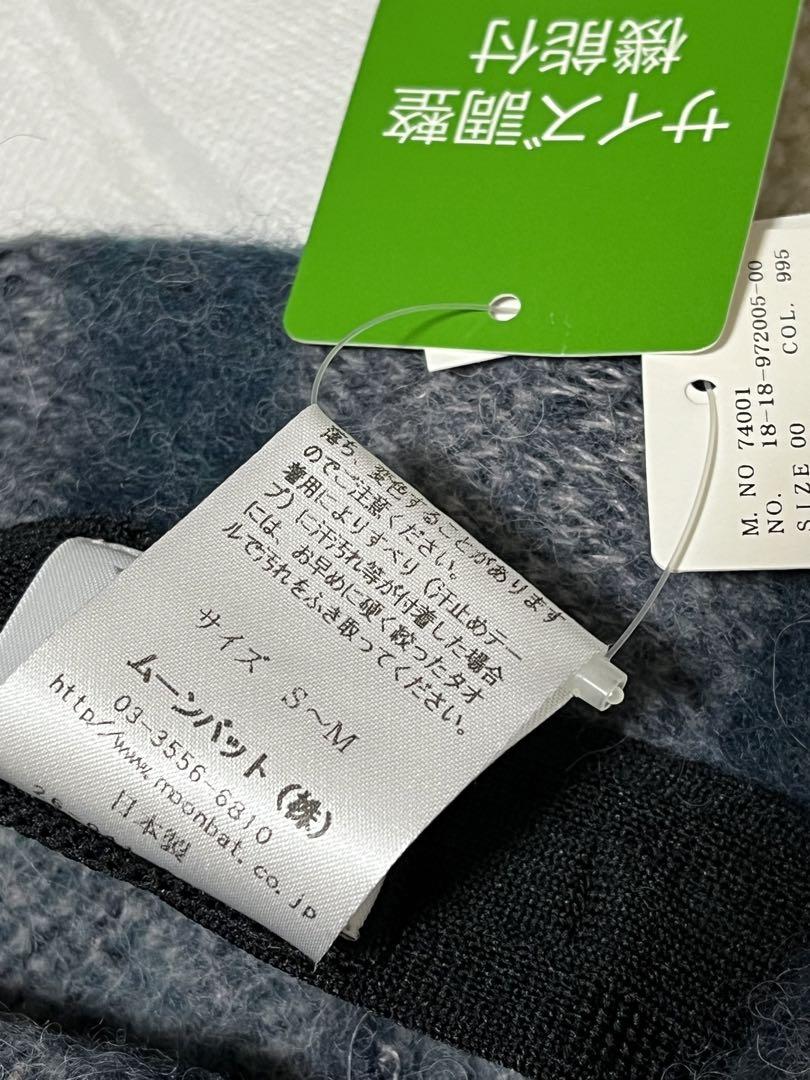 サイズ調整
機能付
M. NO 74001
NO. 18-18-972005-00
SIZE 00 COL. 995
落ち、変色することがあります
のでご注意ください。
着用によりすべり（汗止めテー
プ）に汗汚れ等が付着した場合
には、お早めに硬く絞ったタオ
ルで汚れをふき取ってください。
サイズ S～M
ムーンバット（株）
03-3556-6810
http//www.moonbat.co.jp
日本製